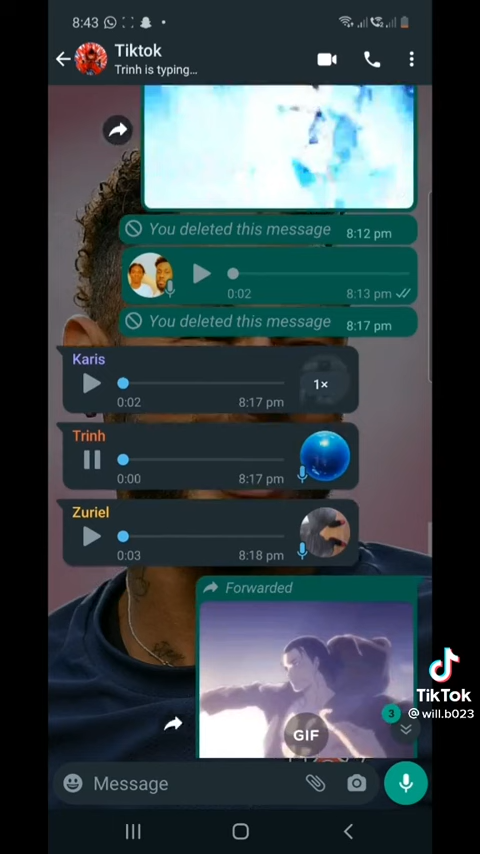 8:43
Tiktok
Trinh is typing...
You deleted this message 8:12 pm
0:02 8:13 pm
You deleted this message 8:17 pm
Karis
1×
0:02 8:17 pm
Trinh
0:00 8:17 pm
Zuriel
0:03 8:18 pm
Forwarded
GIF
3
TikTok
@will.b023
Message